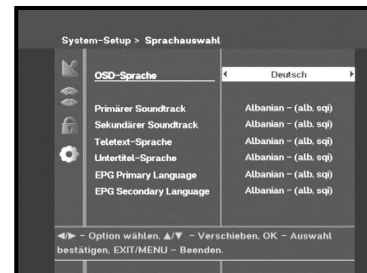 System-Setup > Sprachauswahl
OSD-Sprache Deutsch
Primärer Soundtrack Albanian - (alb, sqi)
Sekundärer Soundtrack Albanian - (alb, sqi)
Teletext-Sprache Albanian - (alb, sqi)
Untertitel-Sprache Albanian - (alb, sqi)
EPG Primary Language Albanian - (alb, sqi)
EPG Secondary Language Albanian - (alb, sqi)
◄/► - Option wählen, ▲/▼ - Verschieben, OK - Auswahl
bestätigen, EXIT/MENU - Beenden.